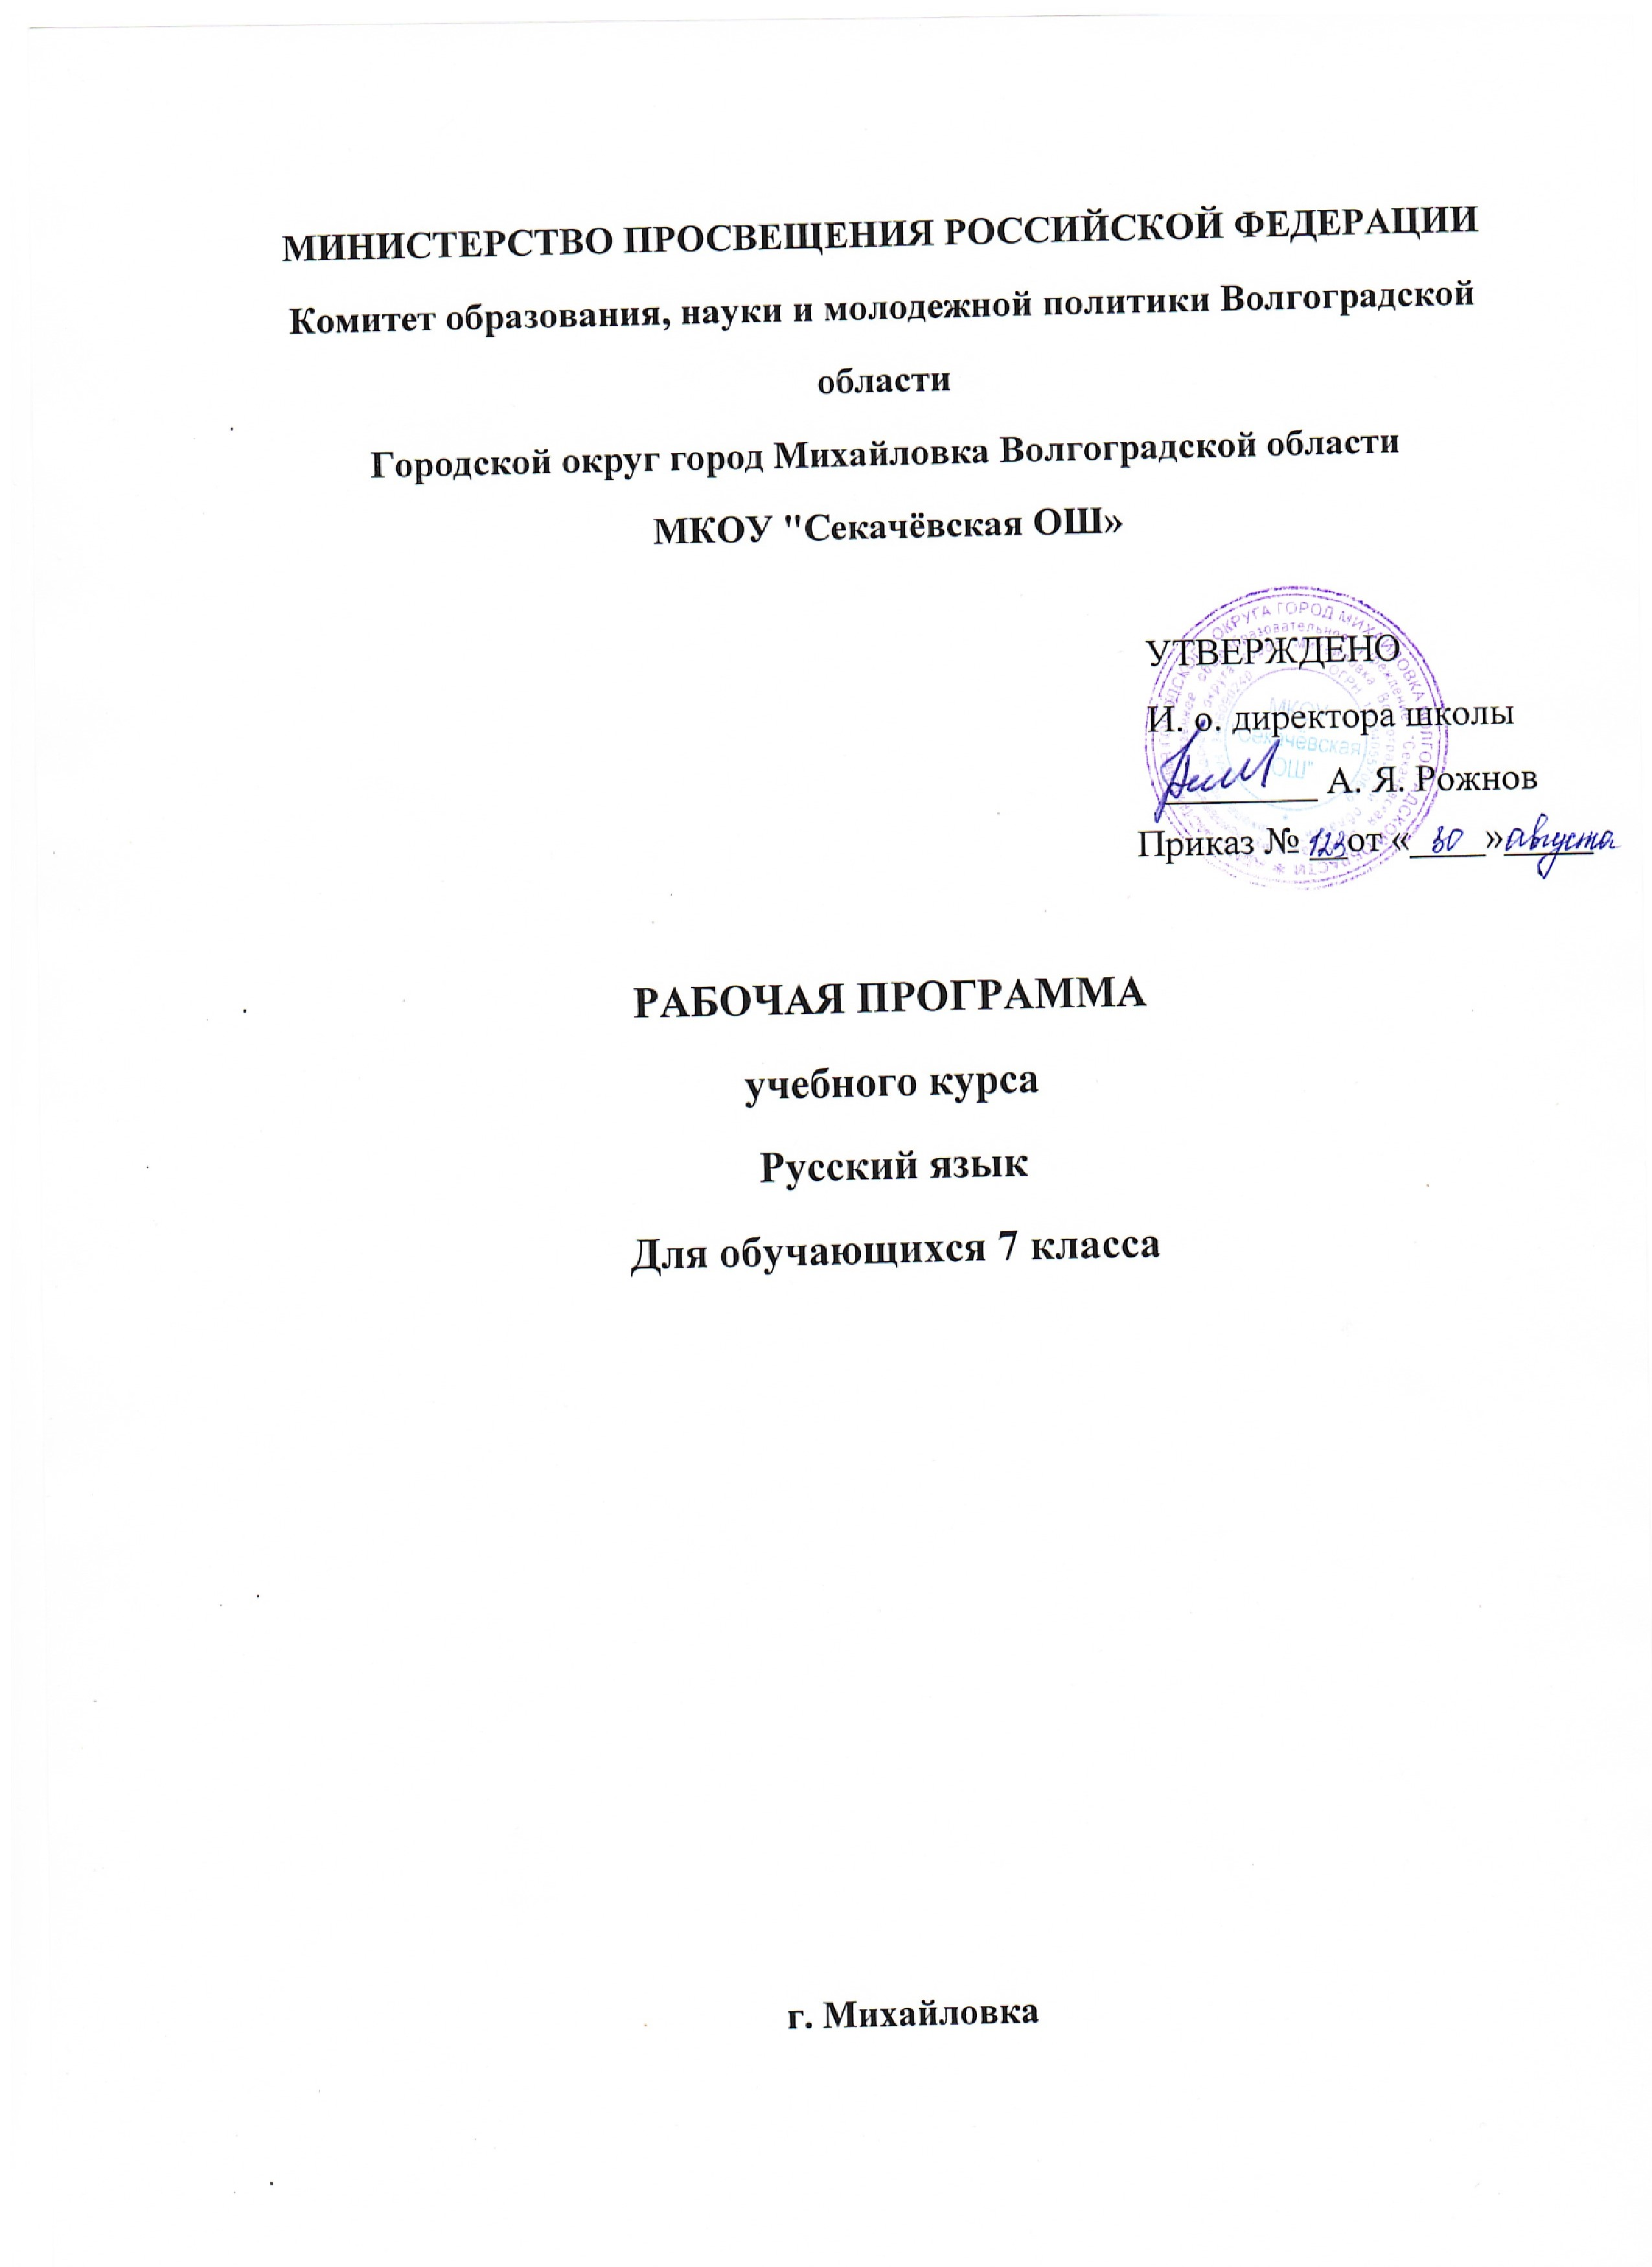 МИНИСТЕРСТВО ПРОСВЕЩЕНИЯ РОССИЙСКОЙ ФЕДЕРАЦИИ
Комитет образования, науки и молодежной политики Волгоградской
области
Городской округ город Михайловка Волгоградской области
МКОУ "Секачёвская ОШ»
УТВЕРЖДЕНО
И. о. директора школы
А. Я. Рожнов
Приказ № 123 от « 30 » августа
РАБОЧАЯ ПРОГРАММА
учебного курса
Русский язык
Для обучающихся 7 класса
г. Михайловка